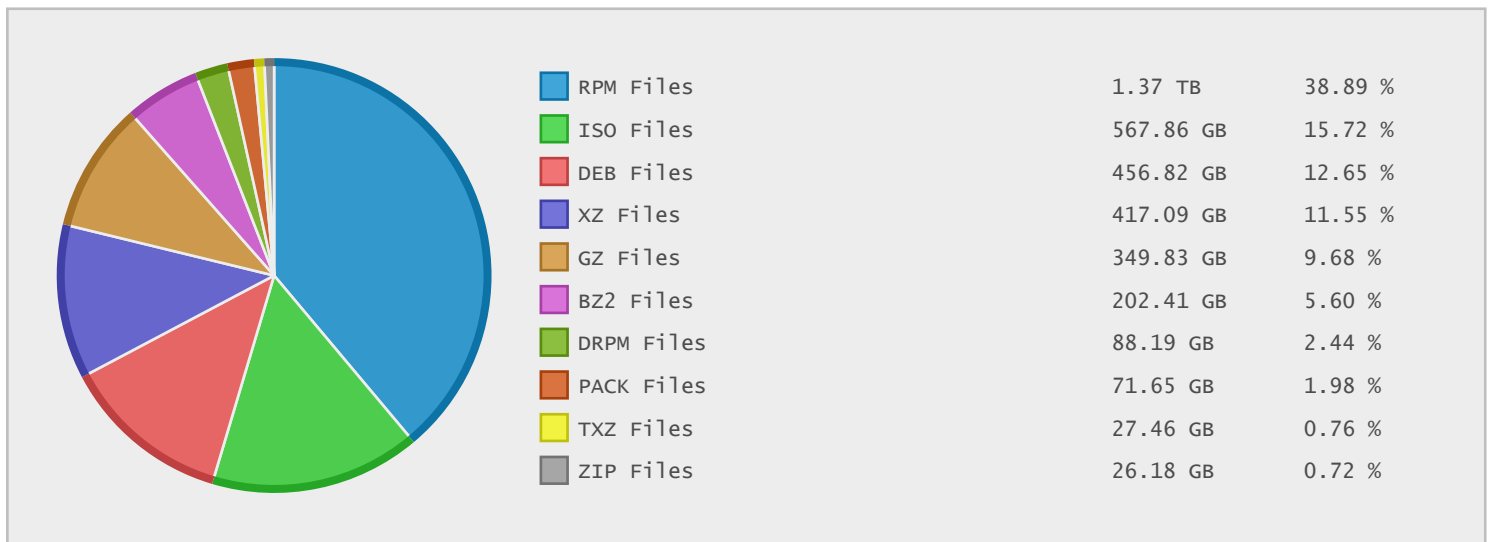 RPM Files 1.37 TB 38.89 %
ISO Files 567.86 GB 15.72 %
DEB Files 456.82 GB 12.65 %
XZ Files 417.09 GB 11.55 %
GZ Files 349.83 GB 9.68 %
BZ2 Files 202.41 GB 5.60 %
DRPM Files 88.19 GB 2.44 %
PACK Files 71.65 GB 1.98 %
TXZ Files 27.46 GB 0.76 %
ZIP Files 26.18 GB 0.72 %